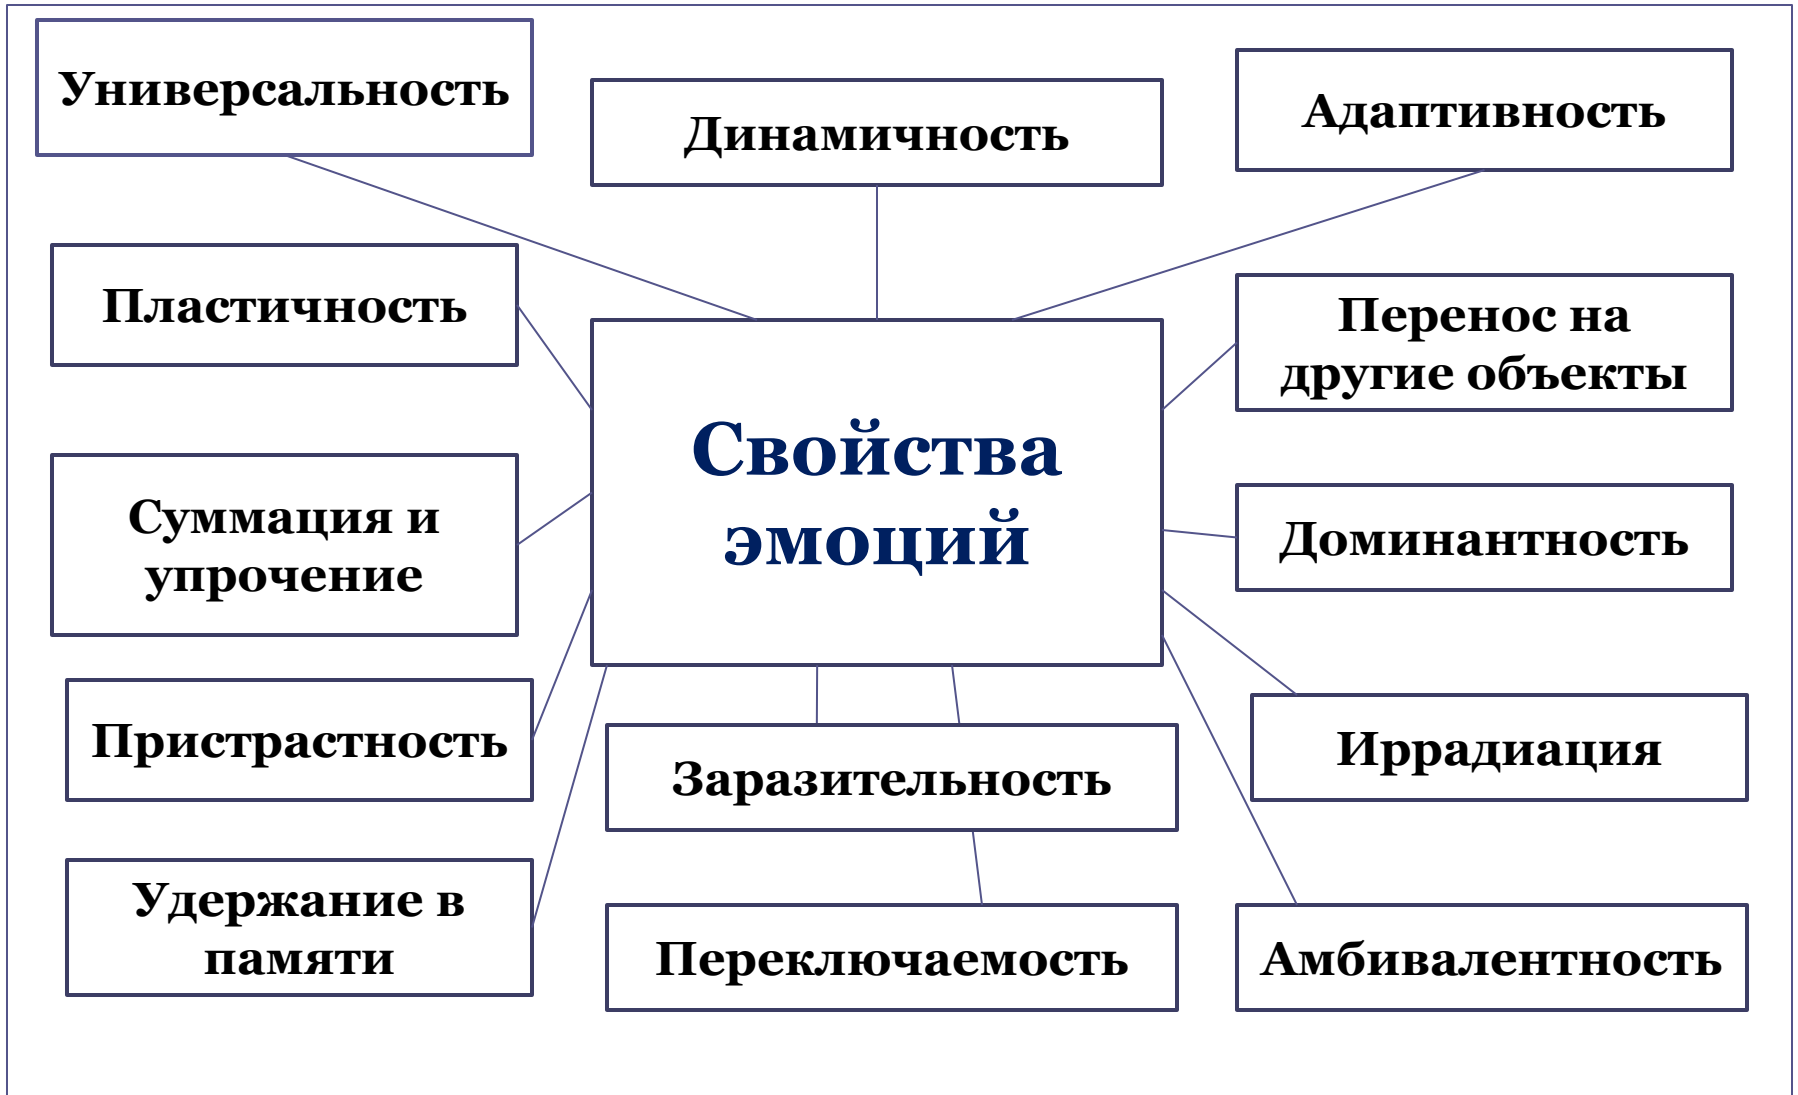 Универсальность
Динамичность
Адаптивность
Пластичность
Перенос на
другие объекты
Свойства
эмоций
Суммация и
упрочение
Доминантность
Пристрастность
Заразительность
Иррадиация
Удержание в
памяти
Переключаемость
Амбивалентность